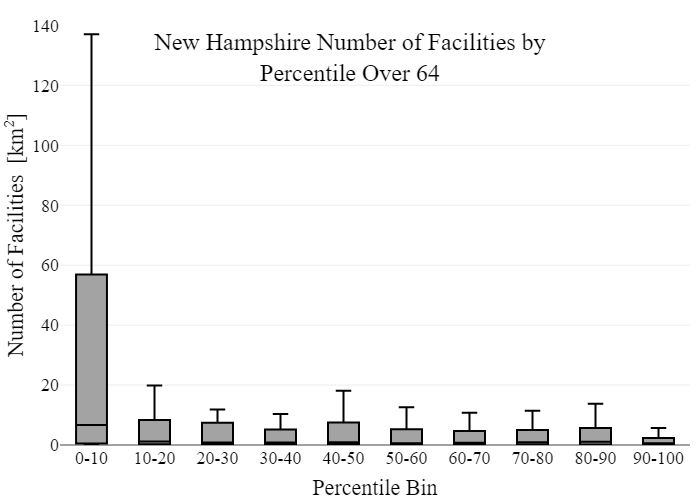 New Hampshire Number of Facilities by
Percentile Over 64
Number of Facilities [km²]
140
120
100
80
60
40
20
0
0-10 10-20 20-30 30-40 40-50 50-60 60-70 70-80 80-90 90-100
Percentile Bin